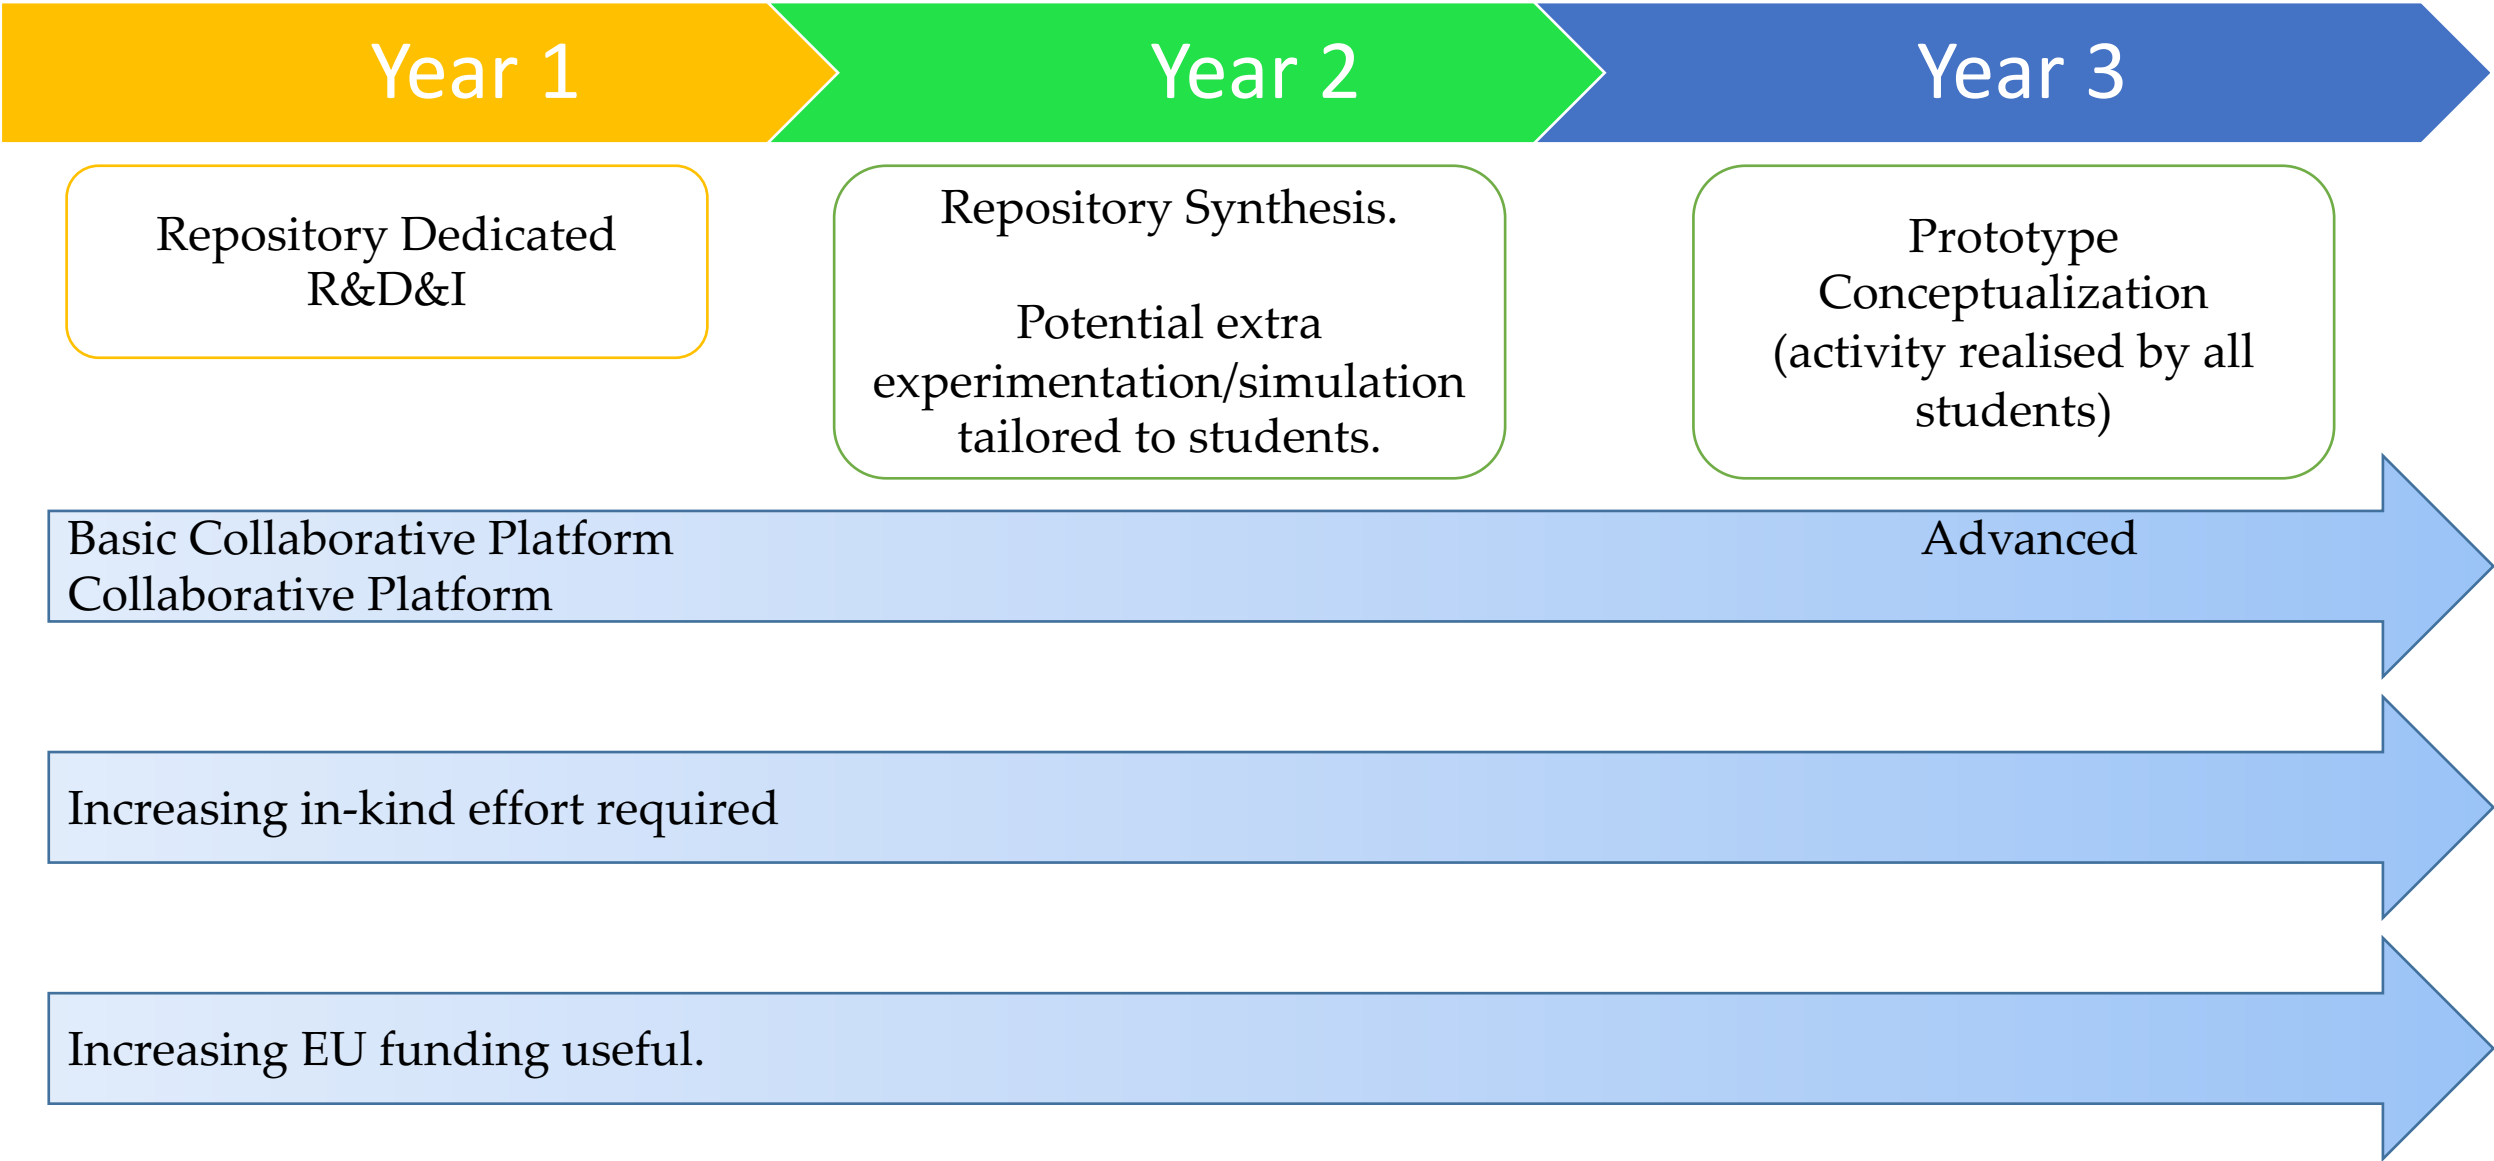 Year 1
Year 2
Year 3
Repository Dedicated
R&D&I
Repository Synthesis.
Potential extra
experimentation/simulation
tailored to students.
Prototype
Conceptualization
(activity realised by all
students)
Basic Collaborative Platform Advanced
Collaborative Platform
Increasing in-kind effort required
Increasing EU funding useful.